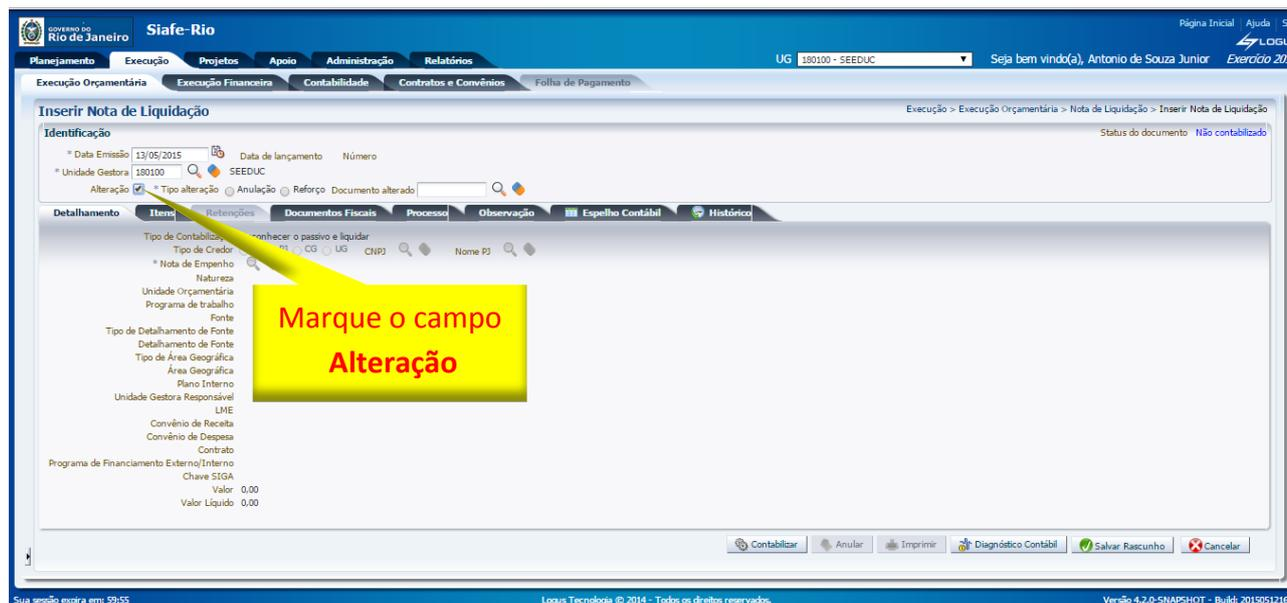 GOVERNO DO
Rio de Janeiro
Siafe-Rio
Página Inicial Ajuda
Planejamento Execução Projetos Apoio Administração Relatórios
UG 180100 - SEEDUC
Seja bem vindo(a), Antonio de Souza Junior Exercício
Execução Orçamentária Execução Financeira Contabilidade Contratos e Convênios Folha de Pagamento
Inserir Nota de Liquidação
Execução > Execução Orçamentária > Nota de Liquidação > Inserir Nota de Liquidação
Identificação
Status do documento Não contabilizado
* Data Emissão 13/05/2015 Data de lançamento Número
* Unidade Gestora 180100 SEEDUC
Alteração * Tipo alteração Anulação Reforço Documento alterado
Detalhamento Itens Retenções Documentos Fiscais Processo Observação Espelho Contábil Histórico
Tipo de o passivo e liquidar
Tipo de Credor CG UG CNPJ Nome PJ
* Nota de Empenho
Natureza
Unidade Orçamentária
Programa de trabalho
Fonte
Tipo de Detalhamento de Fonte
Detalhamento de Fonte
Tipo de Área Geográfica
Área Geográfica
Plano Interno
Unidade Gestora Responsável
LME
Convênio de Receita
Convênio de Despesa
Contrato
Programa de Financiamento Externo/Interno
Chave SIGA
Valor 0,00
Valor Líquido 0,00
Marque o campo
Alteração
Contabilizar Anular Imprimir Diagnóstico Contábil Salvar Rascunho Cancelar
Sua sessão expira em: 59:55
Logus Tecnologia © 2014 - Todos os direitos reservados.
Versão 4.2.0-SNAPSHOT - Build: